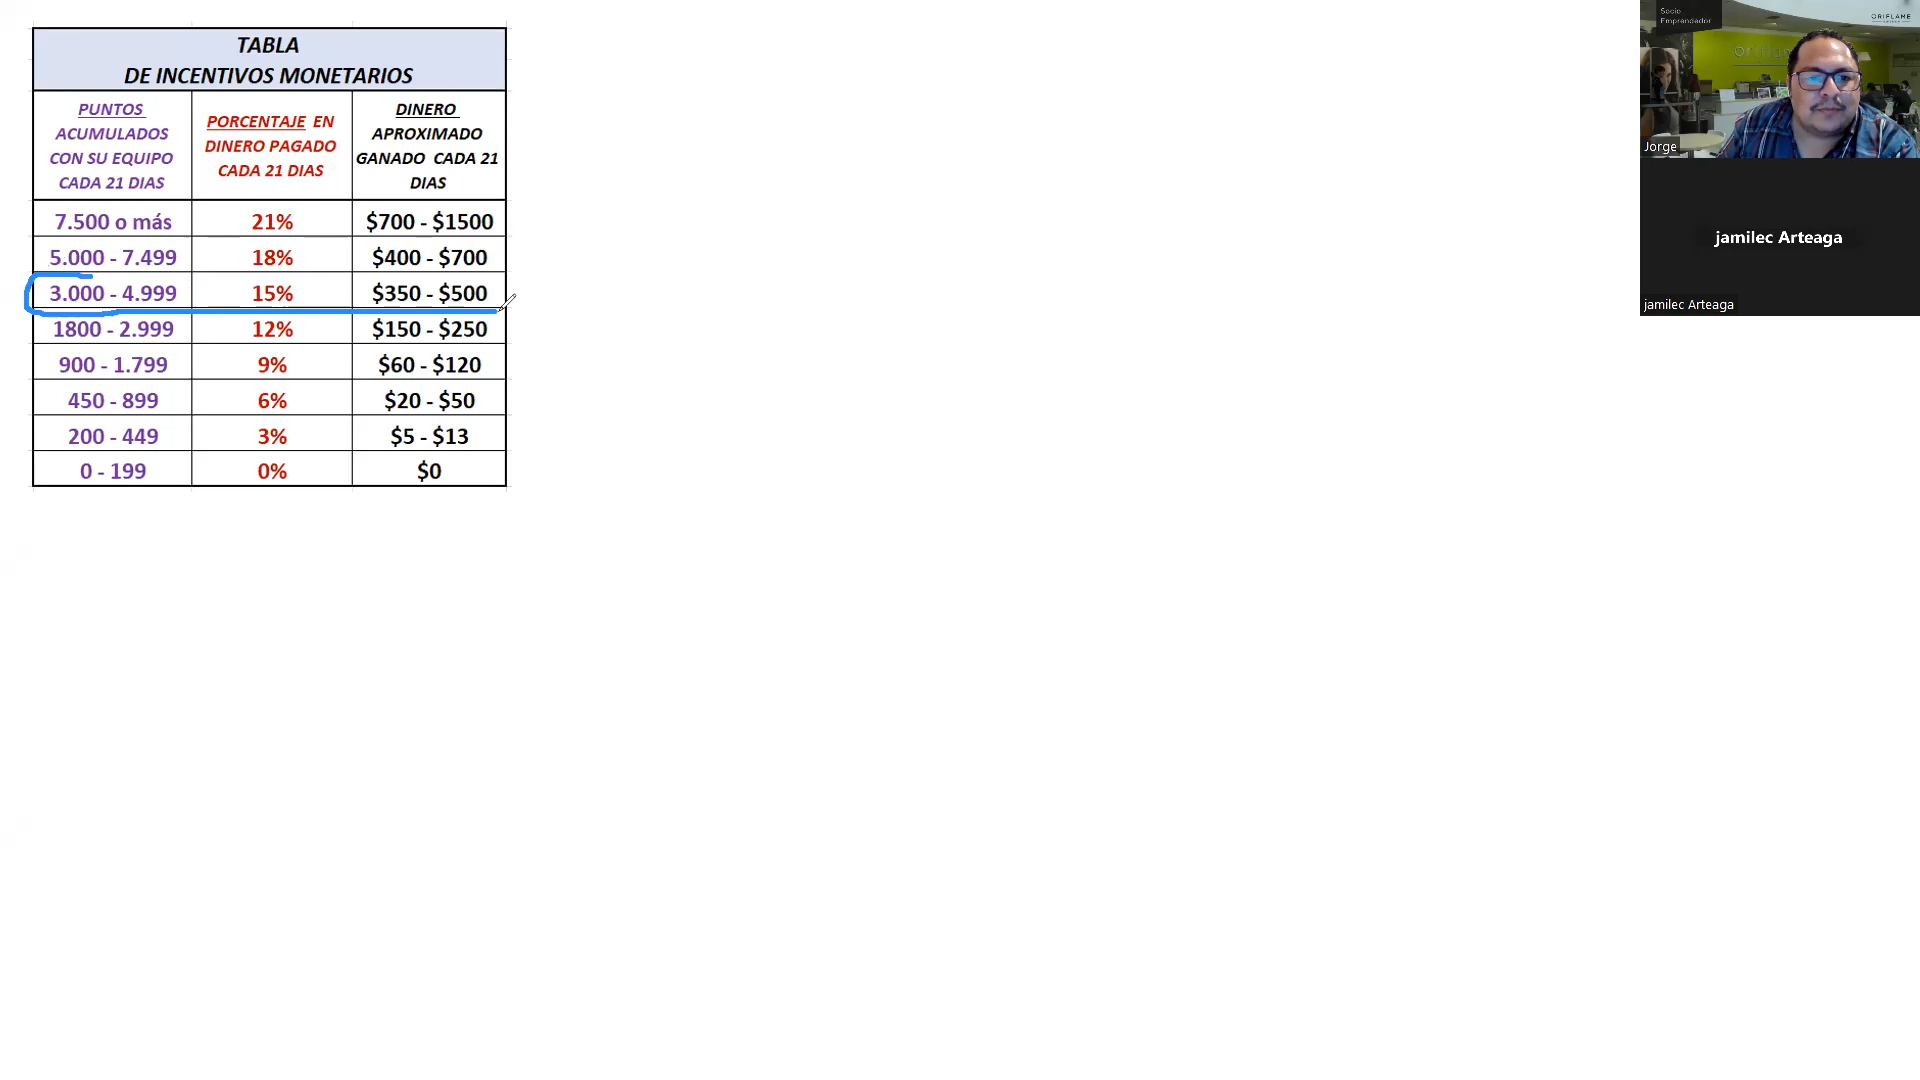 TABLA
DE INCENTIVOS MONETARIOS
PUNTOS
ACUMULADOS
CON SU EQUIPO
CADA 21 DIAS
PORCENTAJE EN
DINERO PAGADO
CADA 21 DIAS
DINERO
APROXIMADO
GANADO CADA 21
DIAS
7.500 o más 21% $700 - $1500
5.000 - 7.499 18% $400 - $700
3.000 - 4.999 15% $350 - $500
1800 - 2.999 12% $150 - $250
900 - 1.799 9% $60 - $120
450 - 899 6% $20 - $50
200 - 449 3% $5 - $13
0 - 199 0% $0
Socio
Emprendedor
ORIFLAME
Jorge
jamilec Arteaga
jamilec Arteaga